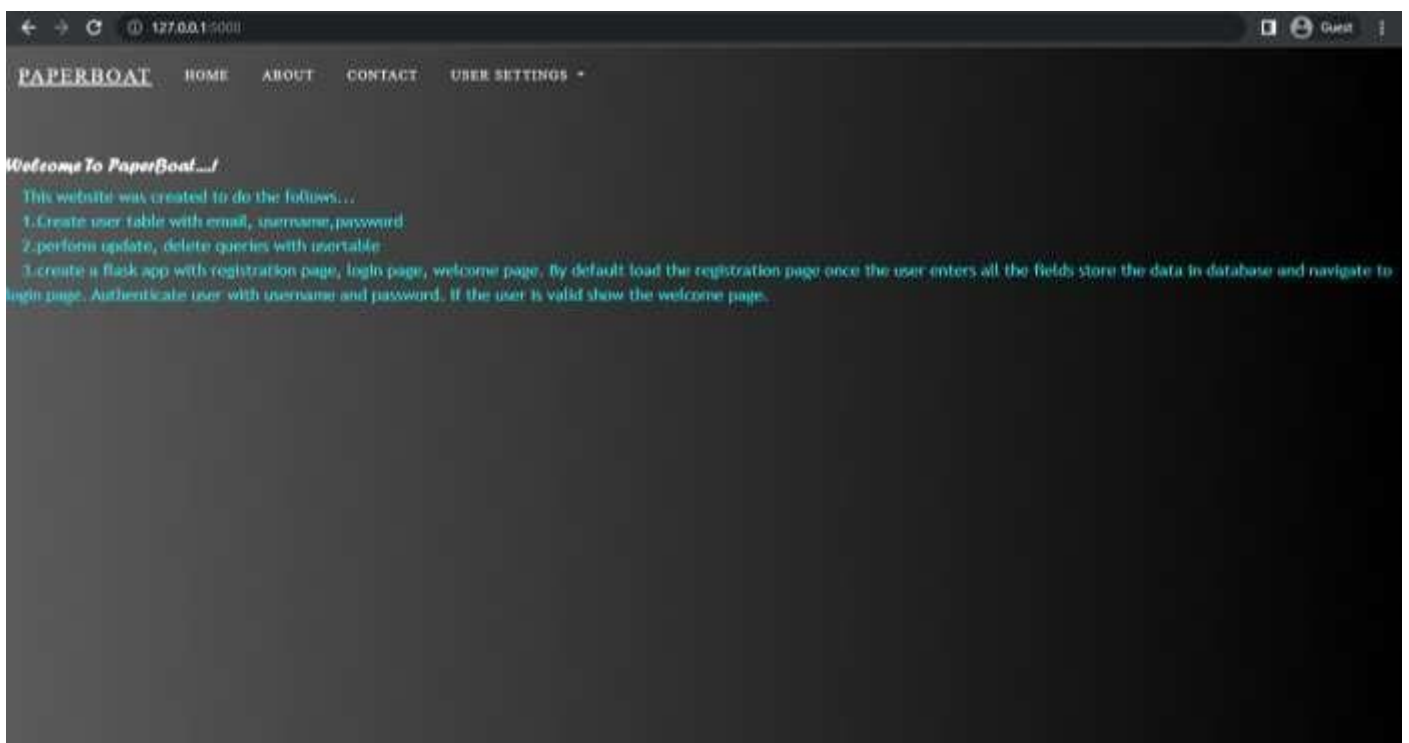 127.0.0.1:5000
Guest
PAPERBOAT HOME ABOUT CONTACT USER SETTINGS
Welcome To PaperBoat....!
This website was created to do the follows...
1.Create user table with email, username,password
2.perform update, delete queries with usertable
3.create a flask app with registration page, login page, welcome page. By default load the registration page once the user enters all the fields store the data in database and navigate to
login page. Authenticate user with username and password. If the user is valid show the welcome page.